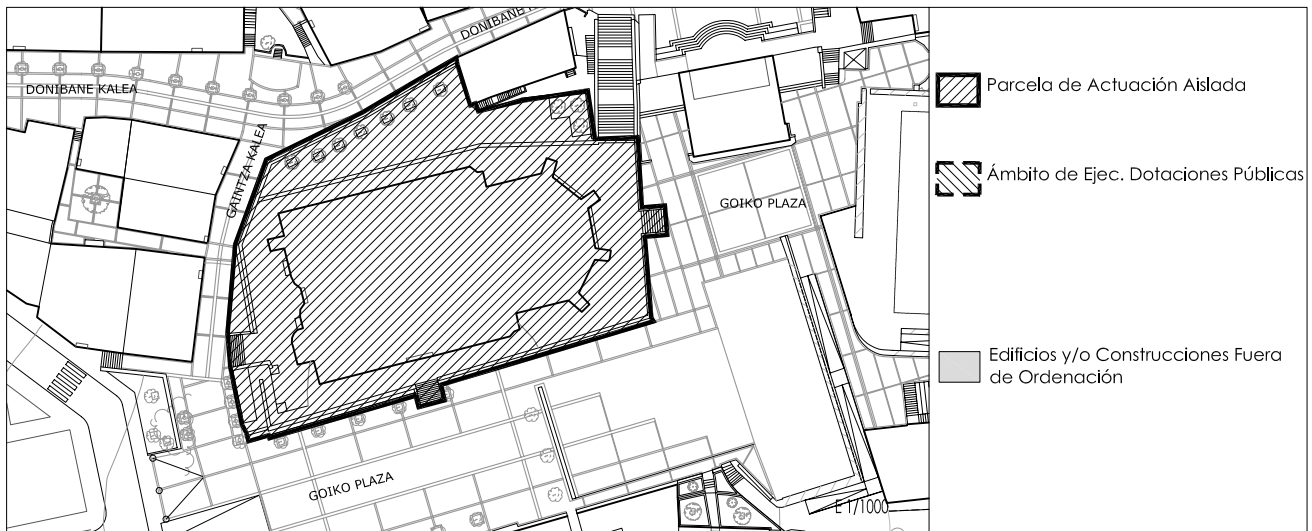 DONIBANE KALEA
GAINTZA KALEA
GOIKO PLAZA
GOIKO PLAZA
E 1/1000
Parcela de Actuación Aislada
Ámbito de Ejec. Dotaciones Públicas
Edificios y/o Construcciones Fuera
de Ordenación